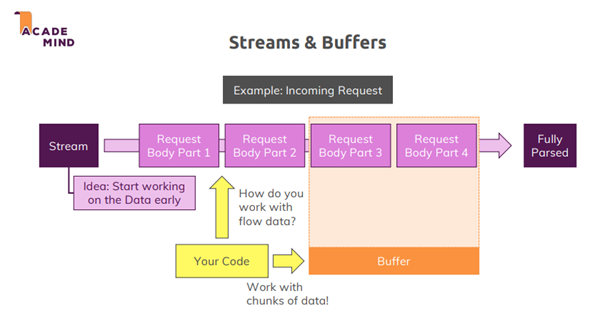 ACADE
MIND
Streams & Buffers
Example: Incoming Request
Stream
Request
Body Part 1
Request
Body Part 2
Request
Body Part 3
Request
Body Part 4
Fully
Parsed
Idea: Start working
on the Data early
How do you
work with
flow data?
Your Code
Buffer
Work with
chunks of data!